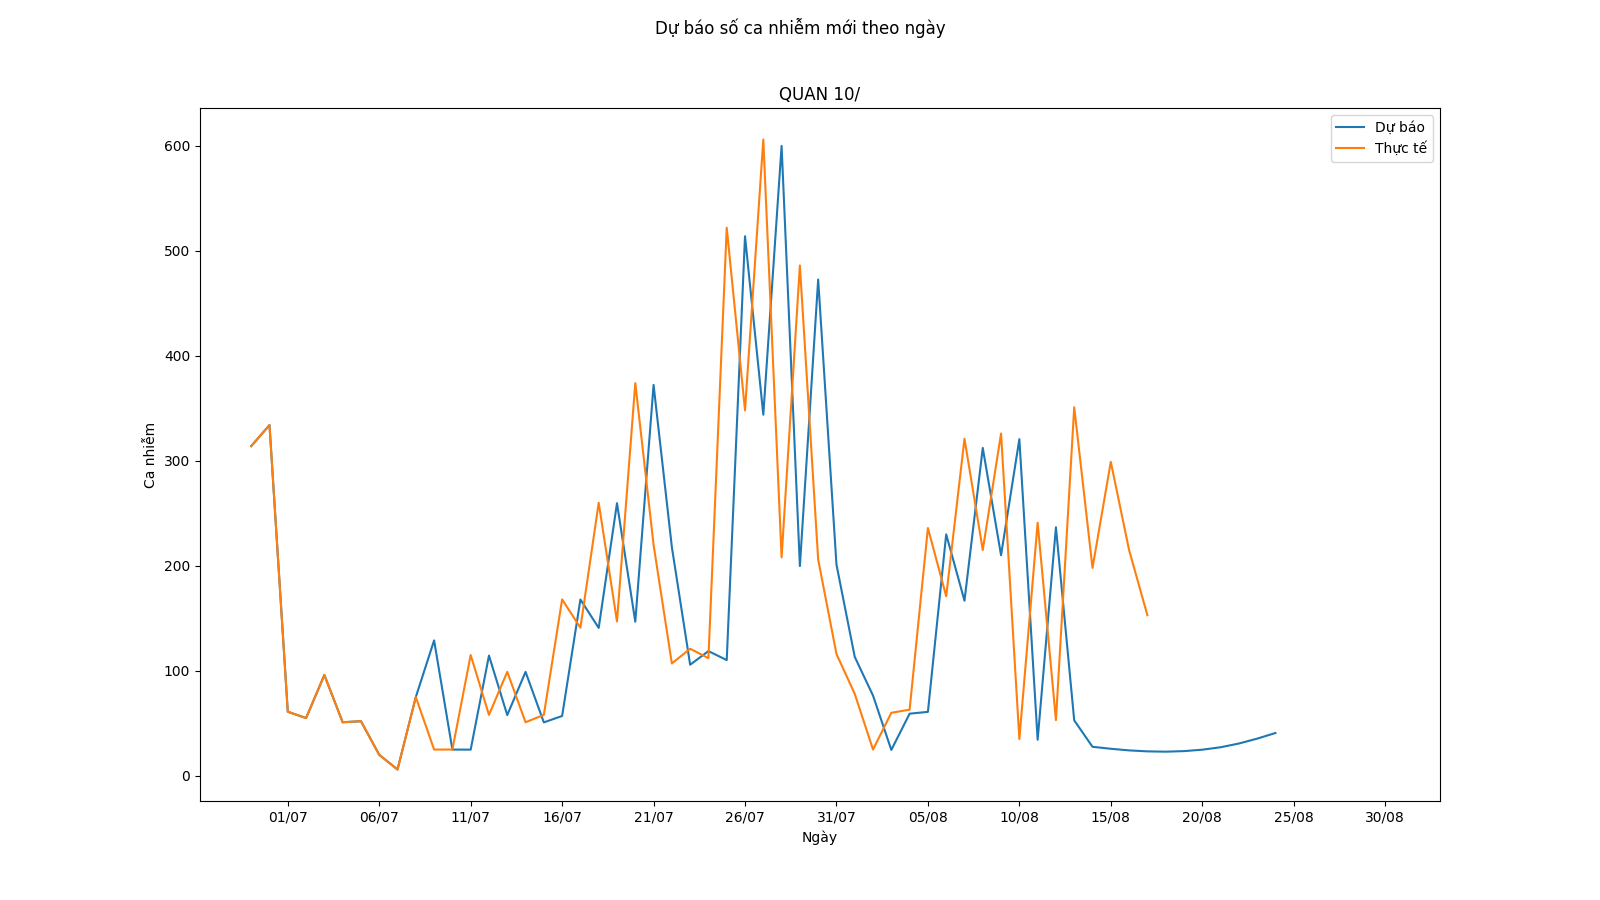 Dự báo số ca nhiễm mới theo ngày
QUAN 10/
Dự báo
Thực tế
600
500
400
300
200
100
0
Ca nhiễm
01/07 06/07 11/07 16/07 21/07 26/07 31/07 05/08 10/08 15/08 20/08 25/08 30/08
Ngày